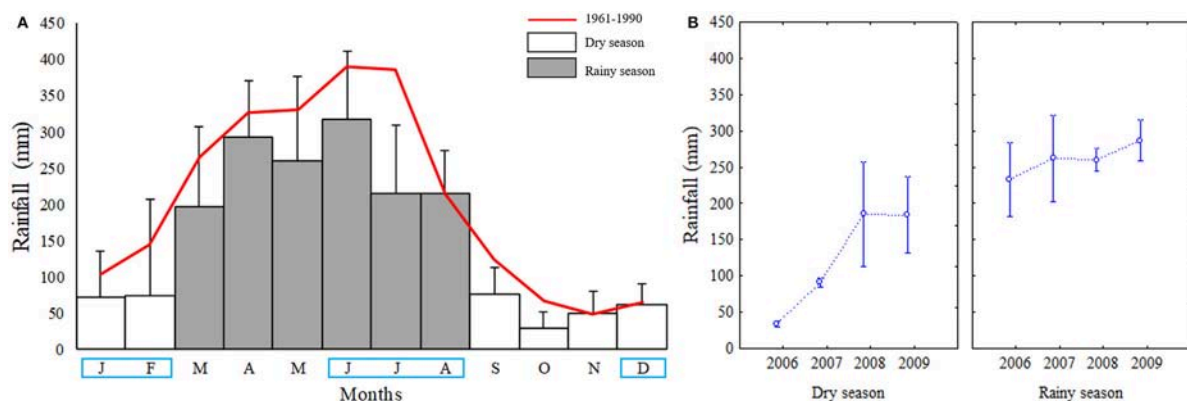 A
450
400
350
300
250
200
150
100
50
0
Rainfall (mm)
1961-1990
Dry season
Rainy season
J F M A M J J A S O N D
Months
B
450
400
350
300
250
200
150
100
50
0
Rainfall (mm)
2006 2007 2008 2009
Dry season
2006 2007 2008 2009
Rainy season